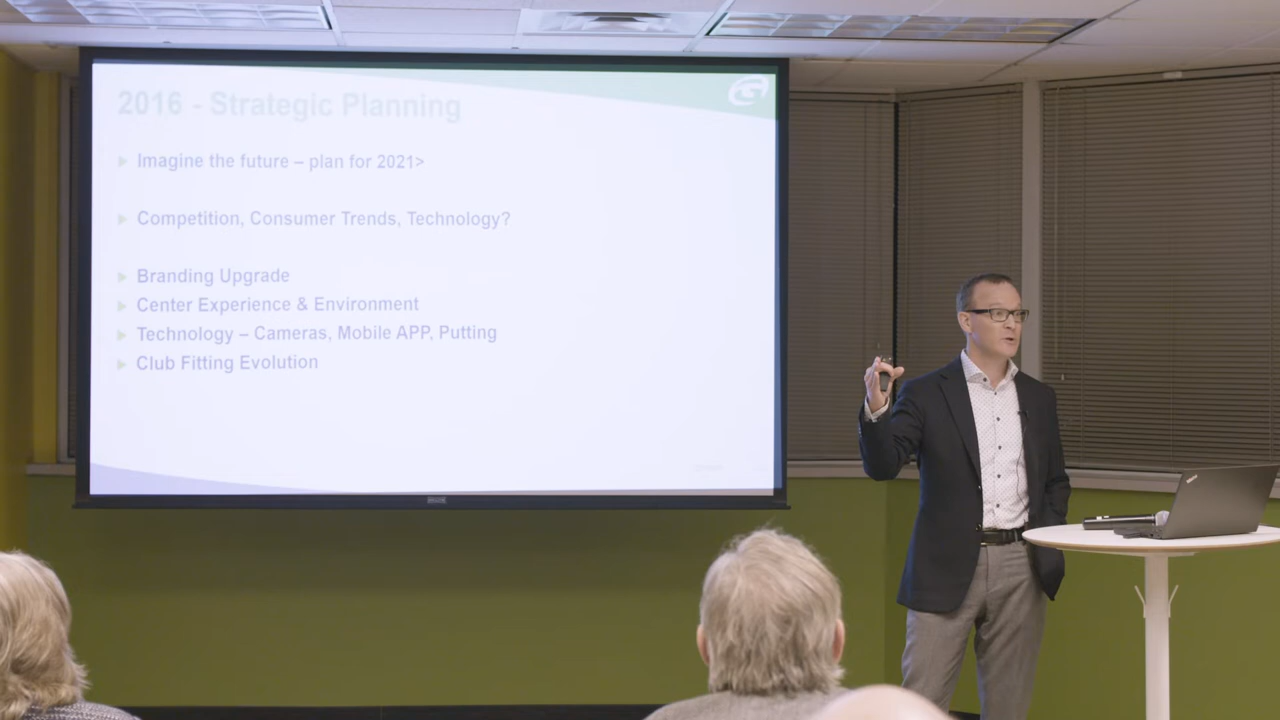 2016 - Strategic Planning
Imagine the future – plan for 2021>
Competition, Consumer Trends, Technology?
Branding Upgrade
Center Experience & Environment
Technology – Cameras, Mobile APP, Putting
Club Fitting Evolution